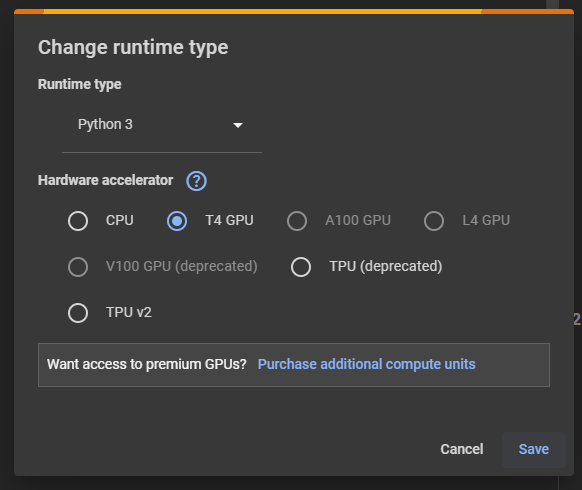 Change runtime type
Runtime type
Python 3
Hardware accelerator ?
CPU T4 GPU A100 GPU L4 GPU
V100 GPU (deprecated) TPU (deprecated)
TPU v2
Want access to premium GPUs? Purchase additional compute units
2
Cancel Save